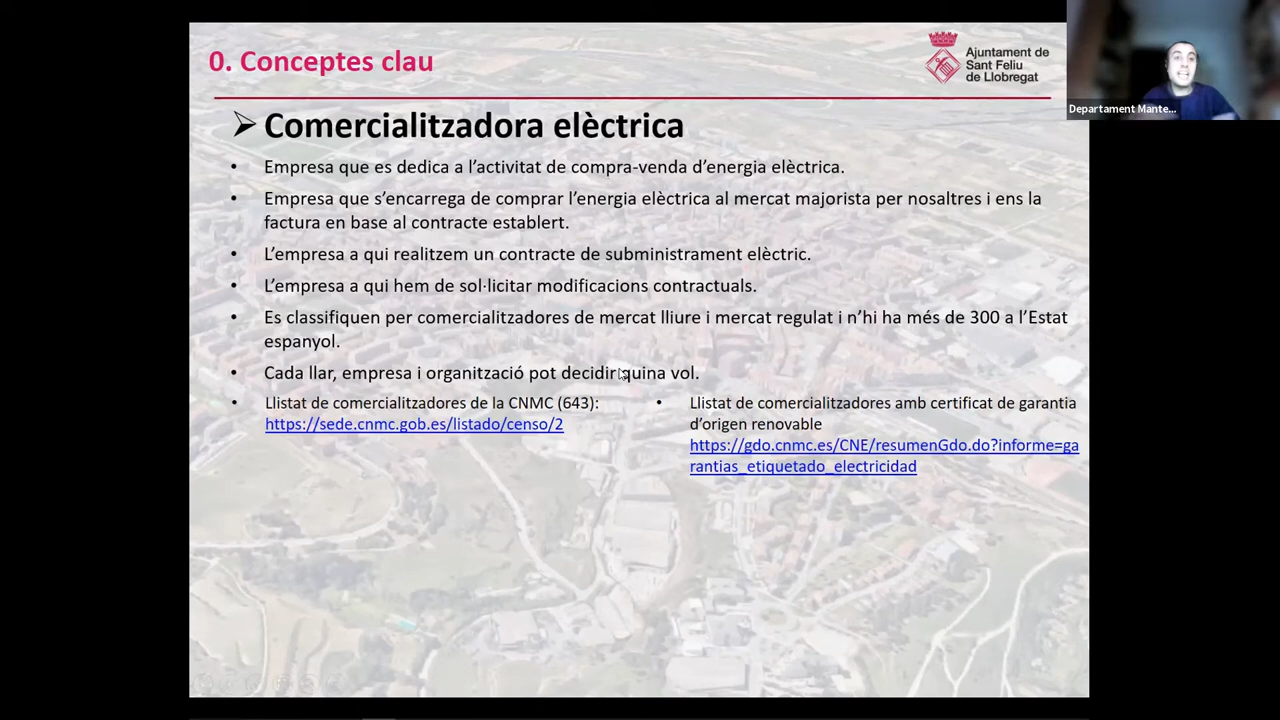 0. Conceptes clau
Ajuntament de
Sant Feliu
de Llobregat
Departament Mante...
➢ Comercialitzadora elèctrica
• Empresa que es dedica a l’activitat de compra-venda d’energia elèctrica.
• Empresa que s’encarrega de comprar l’energia elèctrica al mercat majorista per nosaltres i ens la
factura en base al contracte establert.
• L’empresa a qui realitzem un contracte de subministrament elèctric.
• L’empresa a qui hem de sol·licitar modificacions contractuals.
• Es classifiquen per comercialitzadores de mercat lliure i mercat regulat i n’hi ha més de 300 a l’Estat
espanyol.
• Cada llar, empresa i organització pot decidir quina vol.
• Llistat de comercialitzadores de la CNMC (643):
https://sede.cnmc.gob.es/listado/censo/2
• Llistat de comercialitzadores amb certificat de garantia
d’origen renovable
https://gdo.cnmc.es/CNE/resumenGdo.do?informe=ga
rantias_etiquetado_electricidad